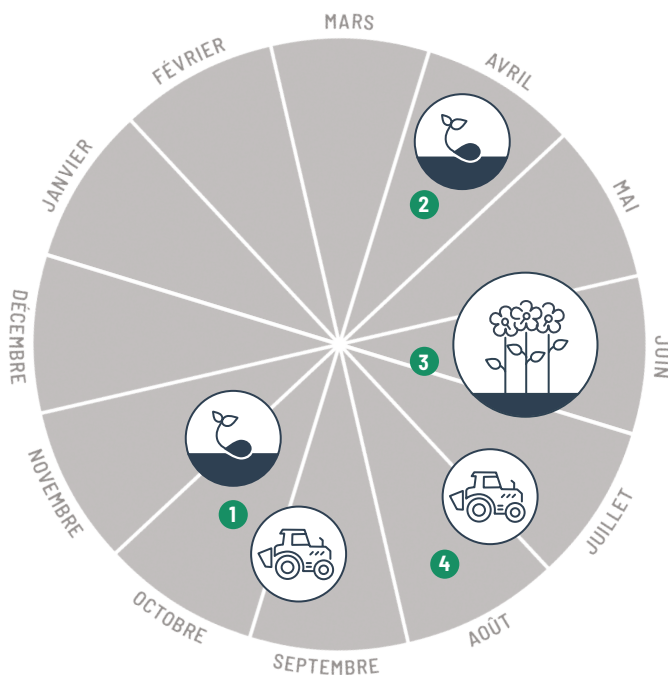 MARS
AVRIL
MAI
JUIN
JUILLET
AOÛT
SEPTEMBRE
OCTOBRE
NOVEMBRE
DÉCEMBRE
JANVIER
FÉVRIER
2
3
1
4